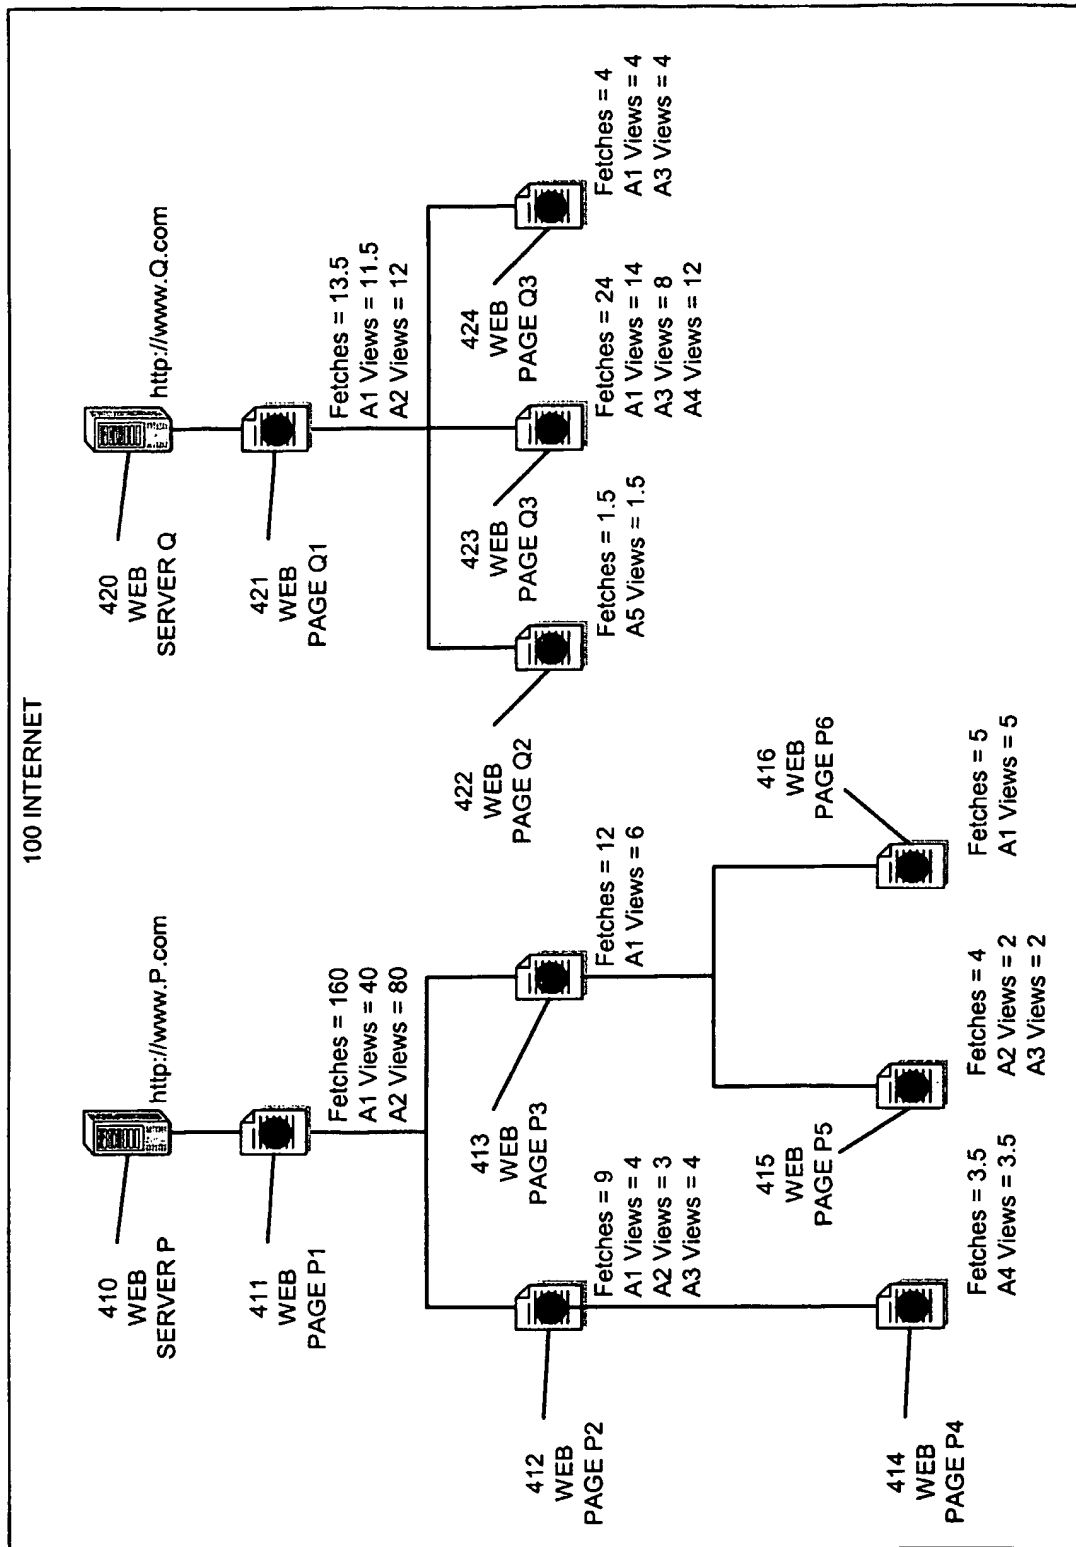 100 INTERNET
410
WEB
SERVER P
http://www.P.com
411
WEB
PAGE P1
Fetches = 160
A1 Views = 40
A2 Views = 80
412
WEB
PAGE P2
Fetches = 9
A1 Views = 4
A2 Views = 3
A3 Views = 4
413
WEB
PAGE P3
Fetches = 12
A1 Views = 6
414
WEB
PAGE P4
Fetches = 3.5
A4 Views = 3.5
415
WEB
PAGE P5
Fetches = 4
A2 Views = 2
A3 Views = 2
416
WEB
PAGE P6
Fetches = 5
A1 Views = 5
420
WEB
SERVER Q
http://www.Q.com
421
WEB
PAGE Q1
Fetches = 13.5
A1 Views = 11.5
A2 Views = 12
422
WEB
PAGE Q2
Fetches = 1.5
A5 Views = 1.5
423
WEB
PAGE Q3
Fetches = 24
A1 Views = 14
A3 Views = 8
A4 Views = 12
424
WEB
PAGE Q3
Fetches = 4
A1 Views = 4
A3 Views = 4